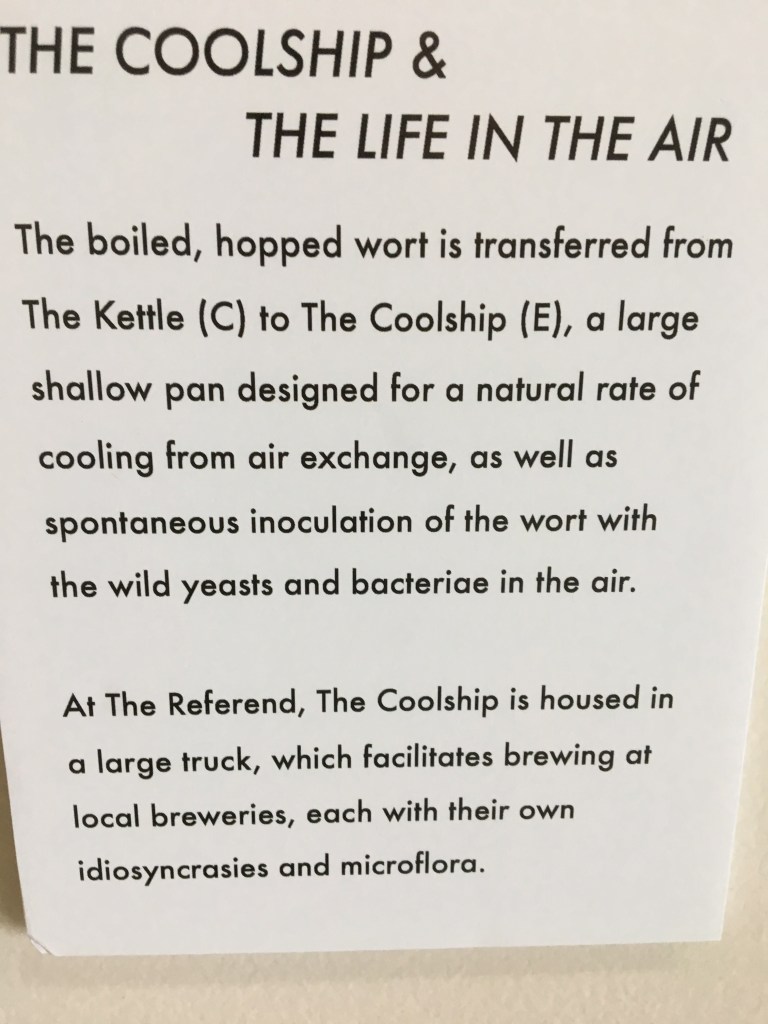 THE COOLSHIP &
THE LIFE IN THE AIR
The boiled, hopped wort is transferred from
The Kettle (C) to The Coolship (E), a large
shallow pan designed for a natural rate of
cooling from air exchange, as well as
spontaneous inoculation of the wort with
the wild yeasts and bacteriae in the air.
At The Referend, The Coolship is housed in
a large truck, which facilitates brewing at
local breweries, each with their own
idiosyncrasies and microflora.